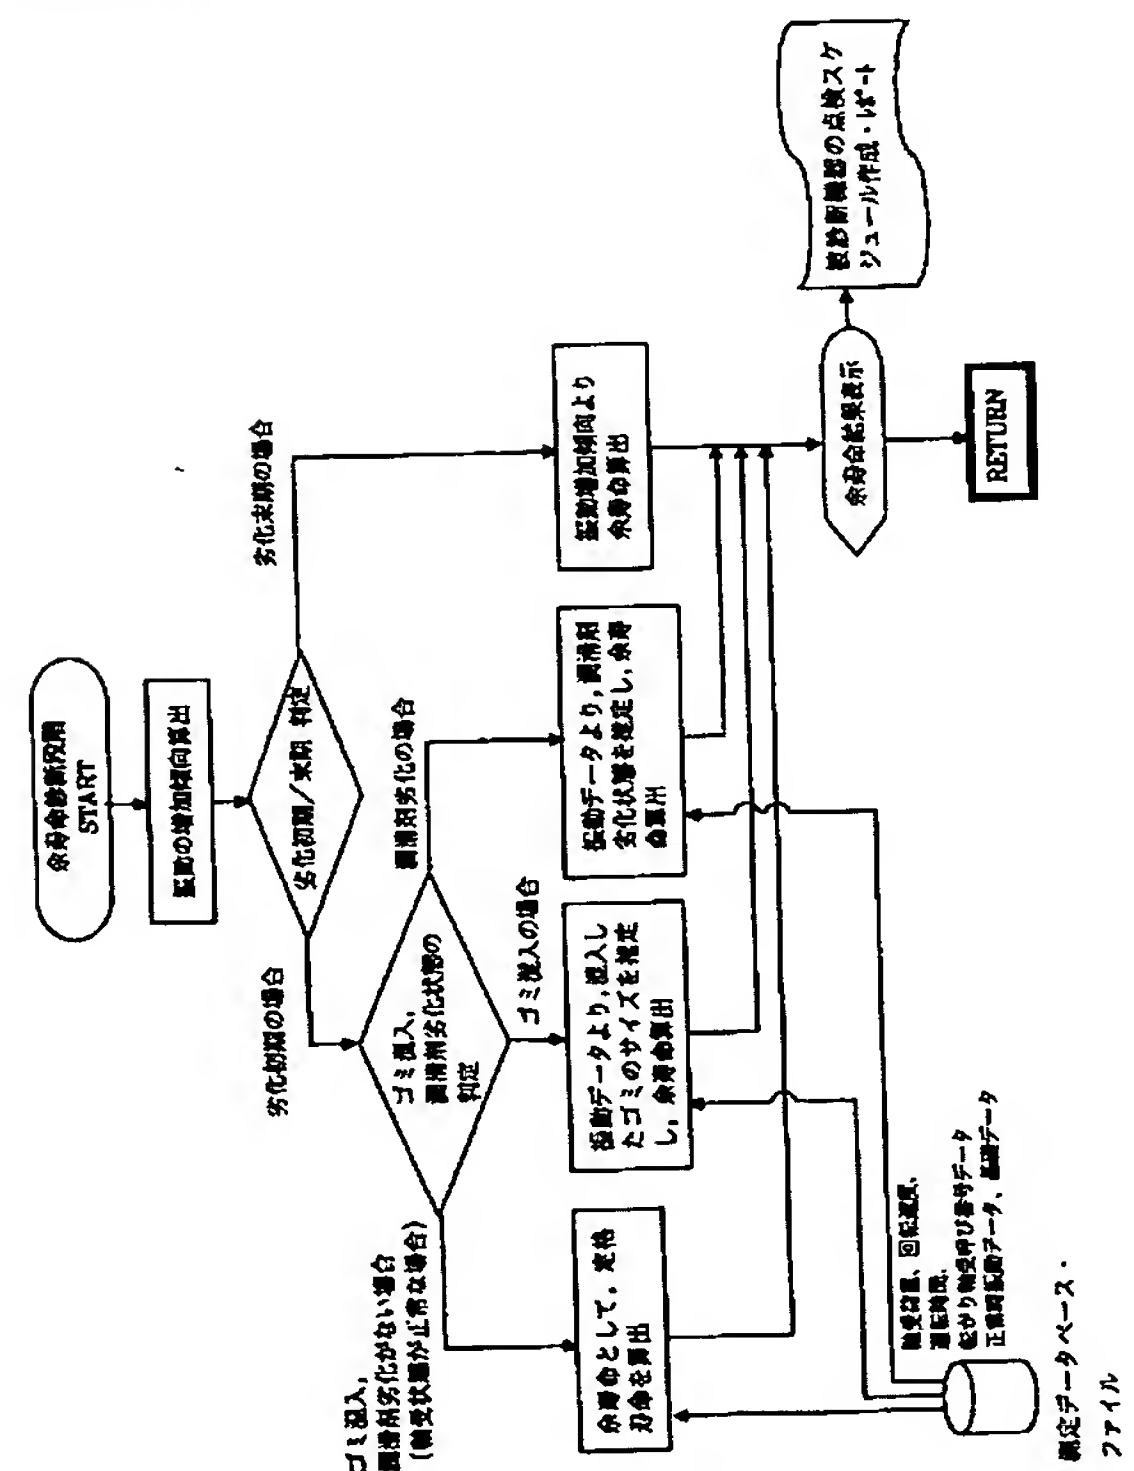 余寿命診断段階
START
振動の増加傾向算出
劣化初期／末期 判定
劣化初期の場合
劣化末期の場合
ゴミ混入,
潤滑剤劣化状態の
判定
ゴミ混入,
潤滑剤劣化がない場合
(軸受状態が正常な場合)
ゴミ混入の場合
潤滑剤劣化の場合
余寿命として, 定格
寿命を算出
振動データより, 混入し
たゴミのサイズを推定
し, 余寿命算出
振動データより, 潤滑剤
劣化状態を推定し, 余寿
命算出
振動増加傾向より
余寿命算出
軸受荷重、回転速度、
運転時間、
転がり軸受呼び番号データ
正常時振動データ、基礎データ
測定データベース・
ファイル
余寿命結果表示
被診断機器の点検スケ
ジュール作成・レポート
RETURN